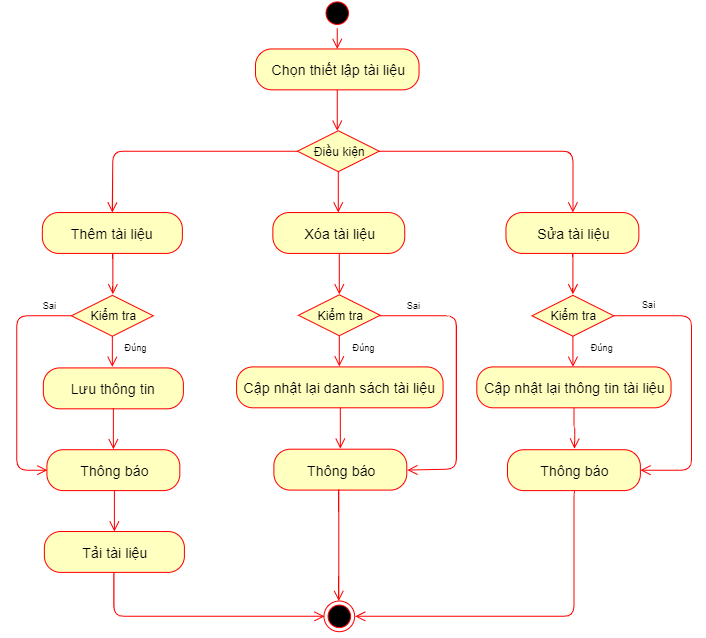 Chọn thiết lập tài liệu
Điều kiện
Thêm tài liệu
Xóa tài liệu
Sửa tài liệu
Sai
Kiểm tra
Kiểm tra
Sai
Kiểm tra
Sai
Đúng
Đúng
Đúng
Lưu thông tin
Cập nhật lại danh sách tài liệu
Cập nhật lại thông tin tài liệu
Thông báo
Thông báo
Thông báo
Tải tài liệu